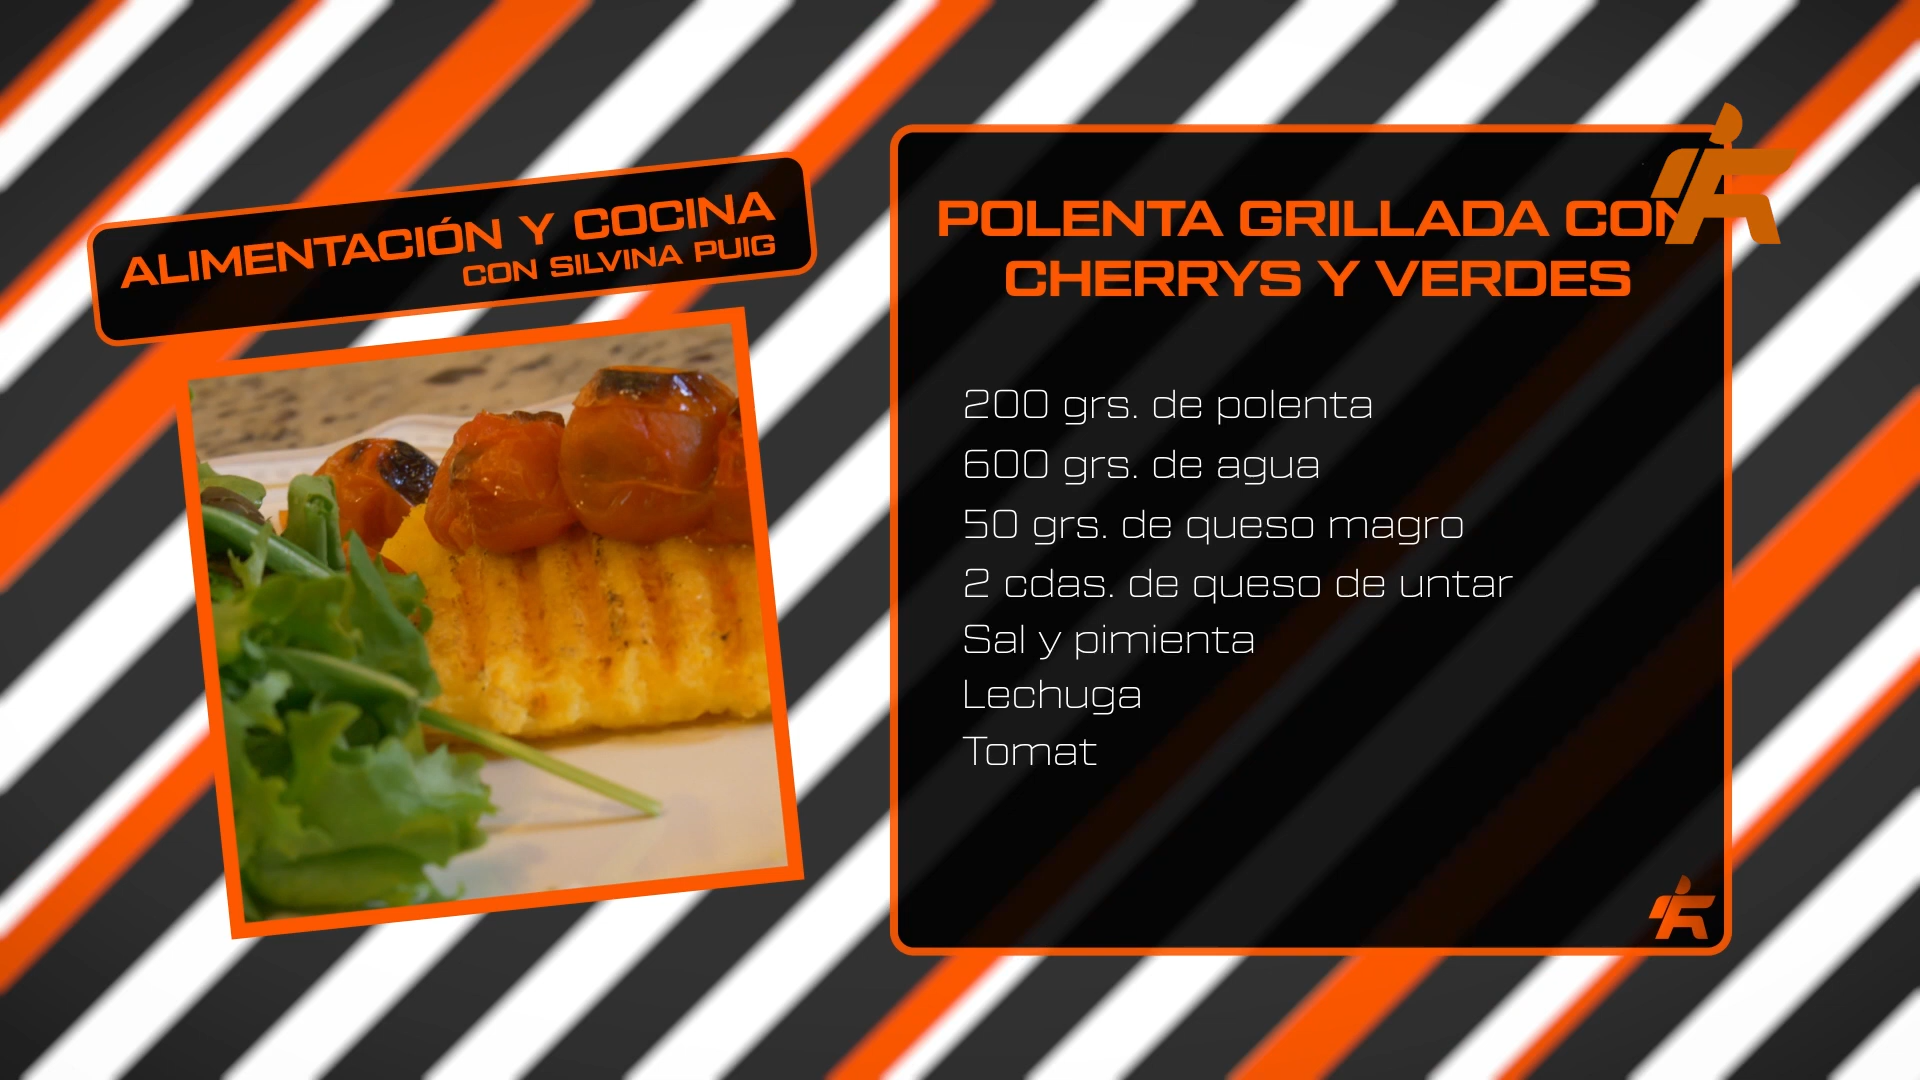 ALIMENTACIÓN Y COCINA
CON SILVINA PUIG
POLENTA GRILLADA CON
CHERRYS Y VERDES
200 grs. de polenta
600 grs. de agua
50 grs. de queso magro
2 cdas. de queso de untar
Sal y pimienta
Lechuga
Tomat